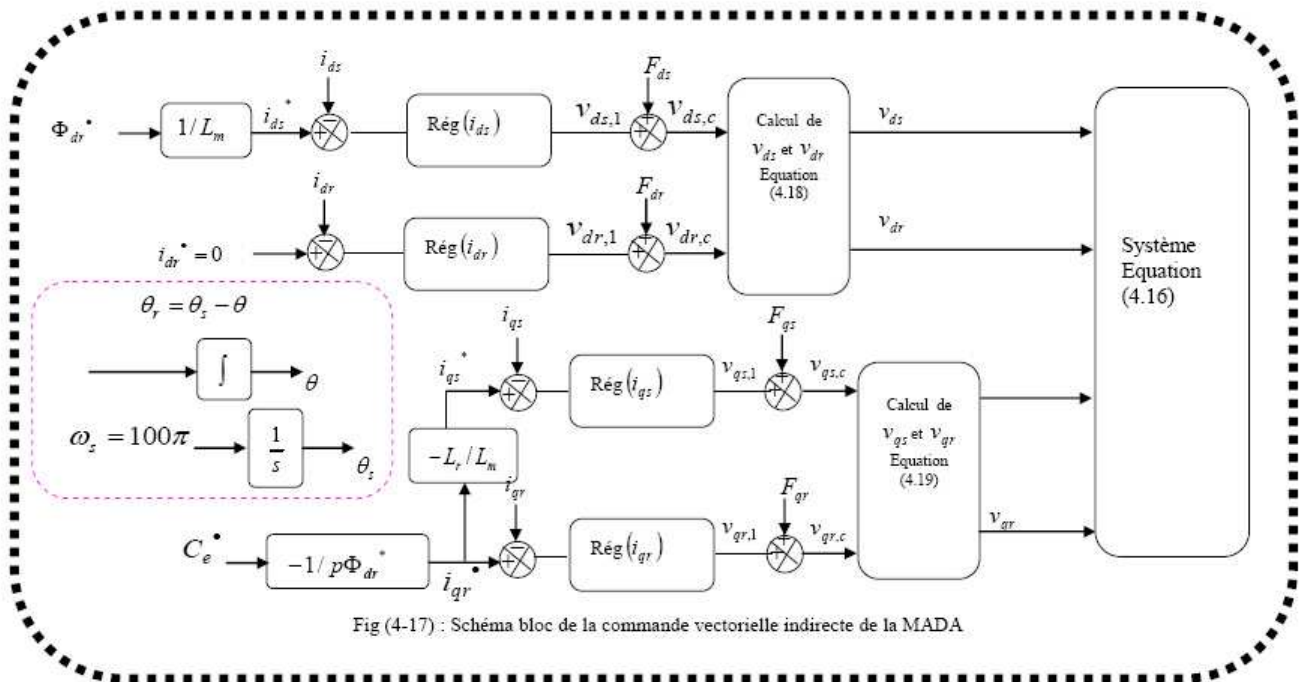 i_ds
F_ds
Φ_dr* 1/L_m i_ds* + − Rég(i_ds) v_ds,1 + + v_ds,c
Calcul de
v_ds et v_dr
Equation
(4.18)
v_ds
i_dr
F_dr
i_dr* = 0 + − Rég(i_dr) v_dr,1 + + v_dr,c
v_dr
Système
Equation
(4.16)
θ_r = θ_s − θ
∫ θ
ω_s = 100π 1/s θ_s
i_qs
F_qs
i_qs* + − Rég(i_qs) v_qs,1 + + v_qs,c
−L_r/L_m
Calcul de
v_qs et v_qr
Equation
(4.19)
i_qr
F_qr
C_e* −1/pΦ_dr* i_qr* + − Rég(i_qr) v_qr,1 + + v_qr,c
v_qr
Fig (4-17) : Schéma bloc de la commande vectorielle indirecte de la MADA